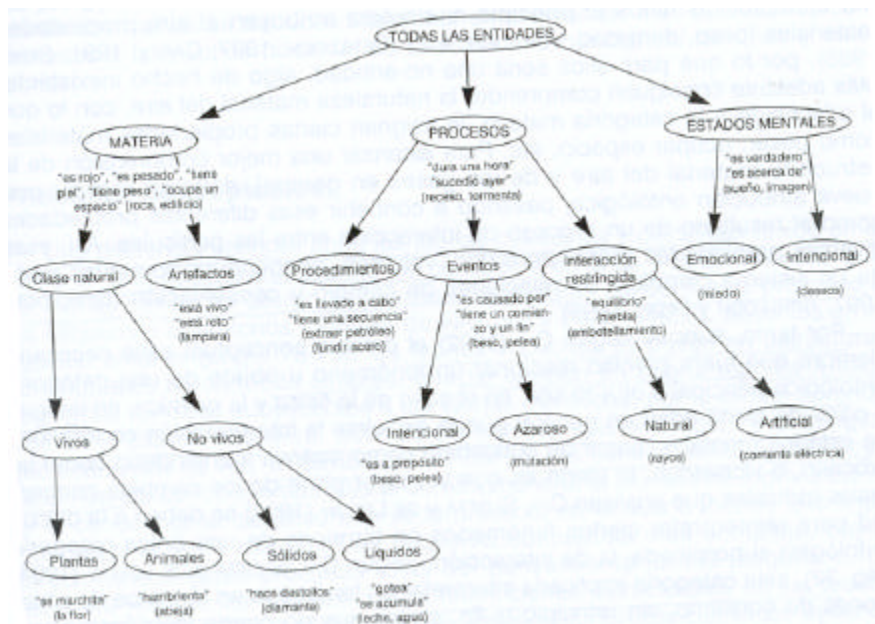 TODAS LAS ENTIDADES
MATERIA
PROCESOS
ESTADOS MENTALES
"es rojo", "es pesado", "tiene
piel", "tiene peso", "ocupa un
espacio" (roca, edificio)
"dura una hora"
"sucedió ayer"
(receso, tormenta)
"es verdadero"
"es acerca de"
(sueño, imagen)
Clase natural
Artefactos
Procedimientos
Eventos
Interacción
restringida
Emocional
Intencional
"está vivo"
"está roto"
(lámpara)
"es llevado a cabo"
"tiene una secuencia"
(extraer petróleo)
(fundir acero)
"es causado por"
"tiene un comien-
zo y un fin"
(beso, pelea)
"equilibrio"
(niebla)
(embotellamiento)
(miedo)
(deseos)
Vivos
No vivos
Intencional
Azaroso
Natural
Artificial
"es a propósito"
(beso, pelea)
(mutación)
(rayos)
(corriente eléctrica)
Plantas
Animales
Sólidos
Líquidos
"se marchita"
(la flor)
"hambriento"
(abeja)
"hace destellos"
(diamante)
"gotea"
"se acumula"
(leche, agua)